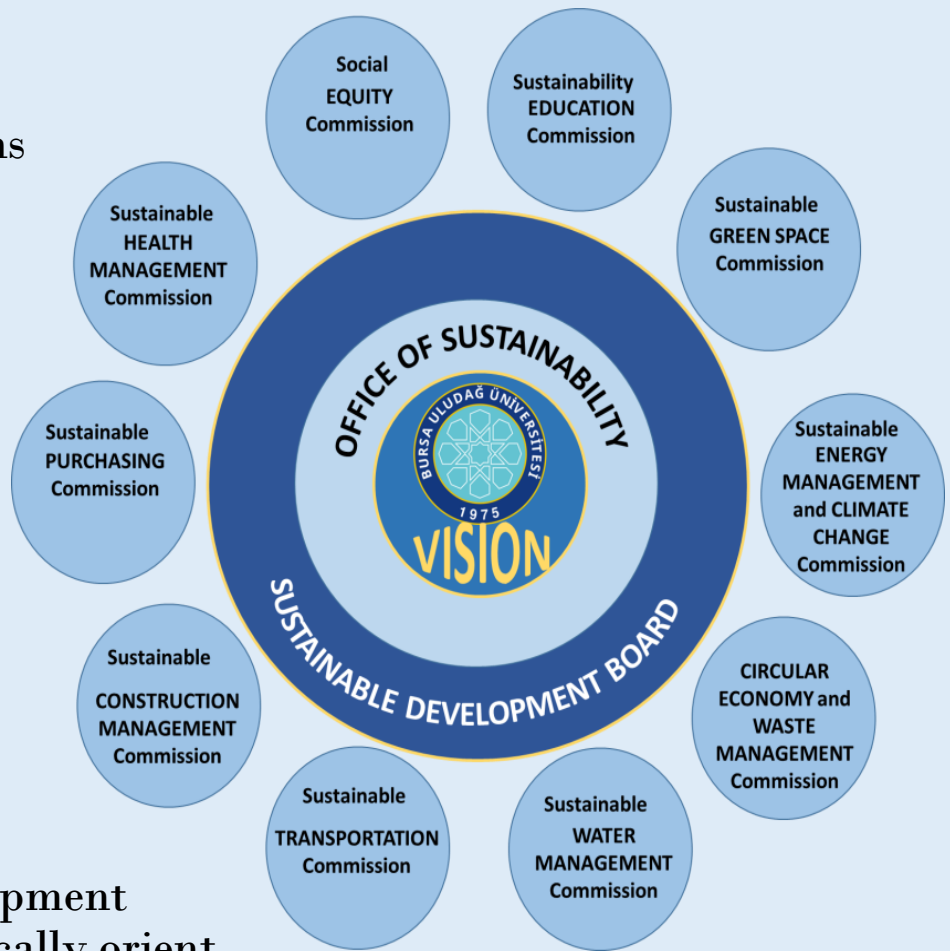 Social
EQUITY
Commission
Sustainability
EDUCATION
Commission
ns
Sustainable
HEALTH
MANAGEMENT
Commission
Sustainable
GREEN SPACE
Commission
OFFICE OF SUSTAINABILITY
BURSA ULUDAĞ ÜNİVERSİTESİ
1975
VISION
SUSTAINABLE DEVELOPMENT BOARD
Sustainable
PURCHASING
Commission
Sustainable
ENERGY
MANAGEMENT
and CLIMATE
CHANGE
Commission
Sustainable
CONSTRUCTION
MANAGEMENT
Commission
CIRCULAR
ECONOMY and
WASTE
MANAGEMENT
Commission
Sustainable
TRANSPORTATION
Commission
Sustainable
WATER
MANAGEMENT
Commission
pment
cally orient